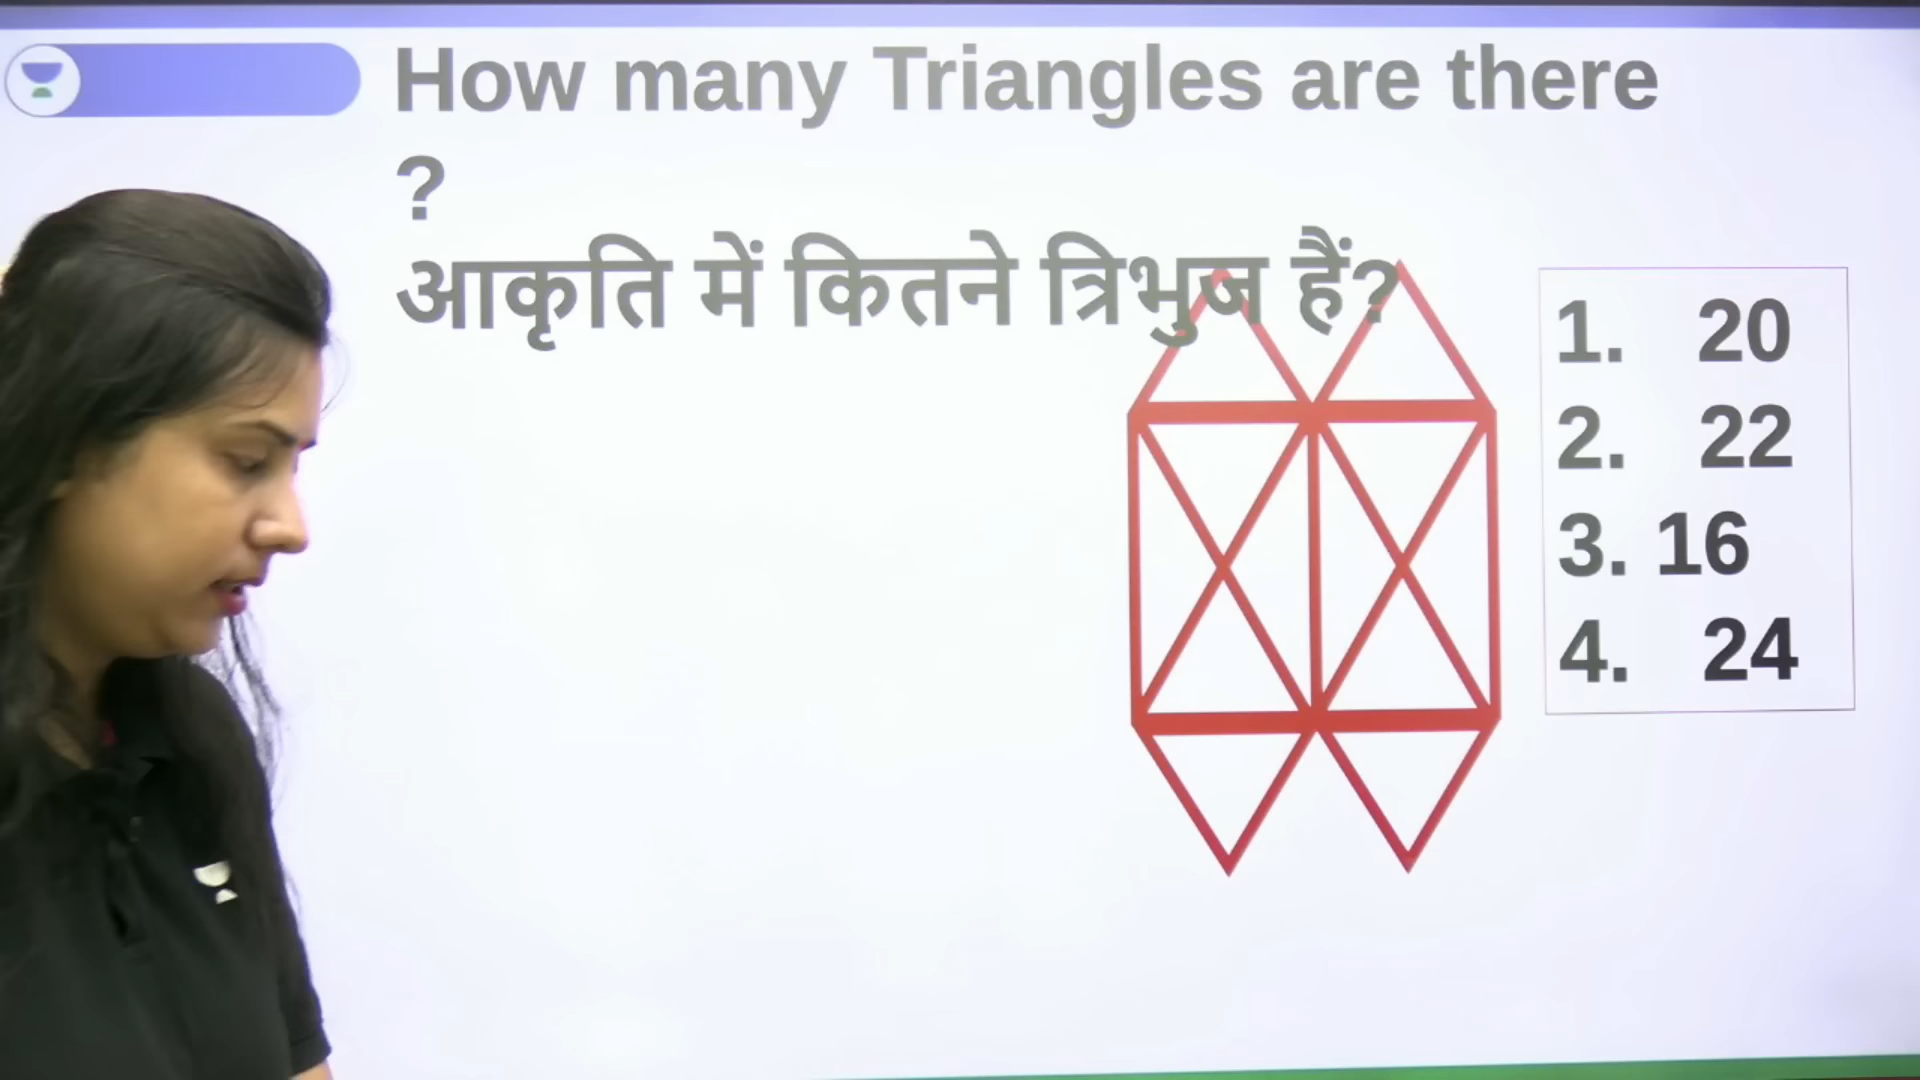 How many Triangles are there
?
आकृति में कितने त्रिभुज हैं?
1. 20
2. 22
3. 16
4. 24